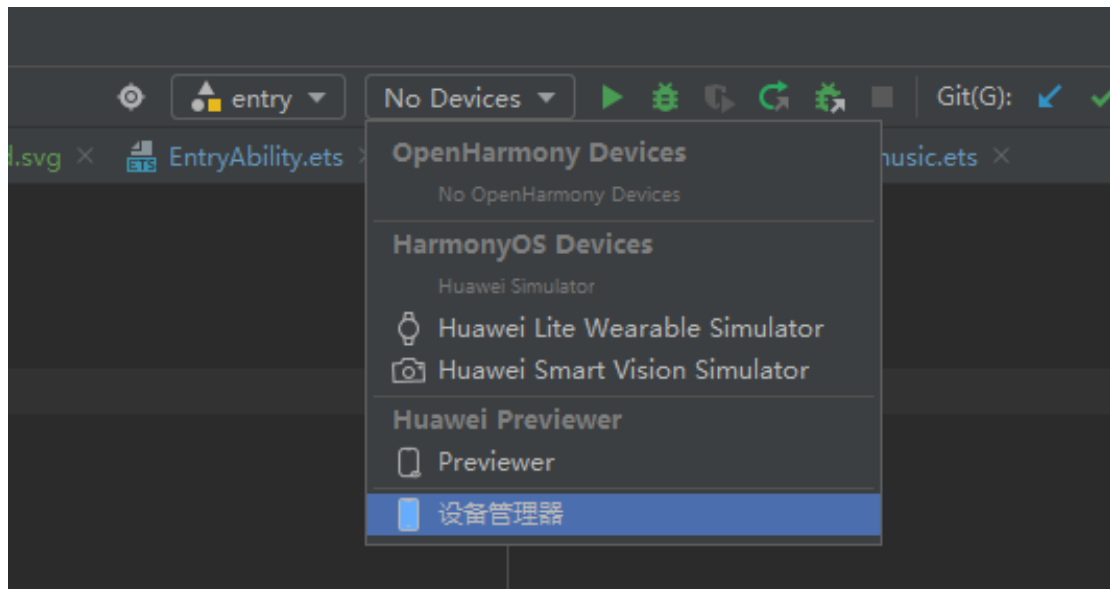 entry No Devices Git(G):
d.svg EntryAbility.ets music.ets
OpenHarmony Devices
No OpenHarmony Devices
HarmonyOS Devices
Huawei Simulator
Huawei Lite Wearable Simulator
Huawei Smart Vision Simulator
Huawei Previewer
Previewer
设备管理器